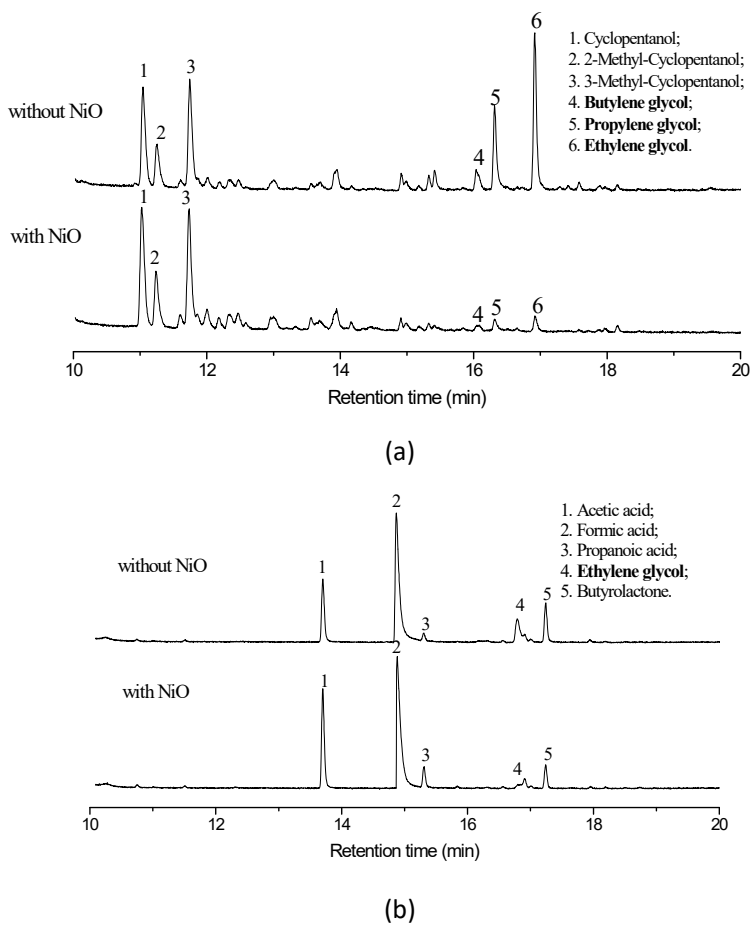 6
1. Cyclopentanol;
2. 2-Methyl-Cyclopentanol;
3. 3-Methyl-Cyclopentanol;
4. Butylene glycol;
5. Propylene glycol;
6. Ethylene glycol.
1
3
5
without NiO
2
4
1
3
with NiO
2
4
5
6
10 12 14 16 18 20
Retention time (min)
(a)
2
1. Acetic acid;
2. Formic acid;
3. Propanoic acid;
4. Ethylene glycol;
5. Butyrolactone.
without NiO
1
3
4
5
2
with NiO
1
3
4
5
10 12 14 16 18 20
Retention time (min)
(b)